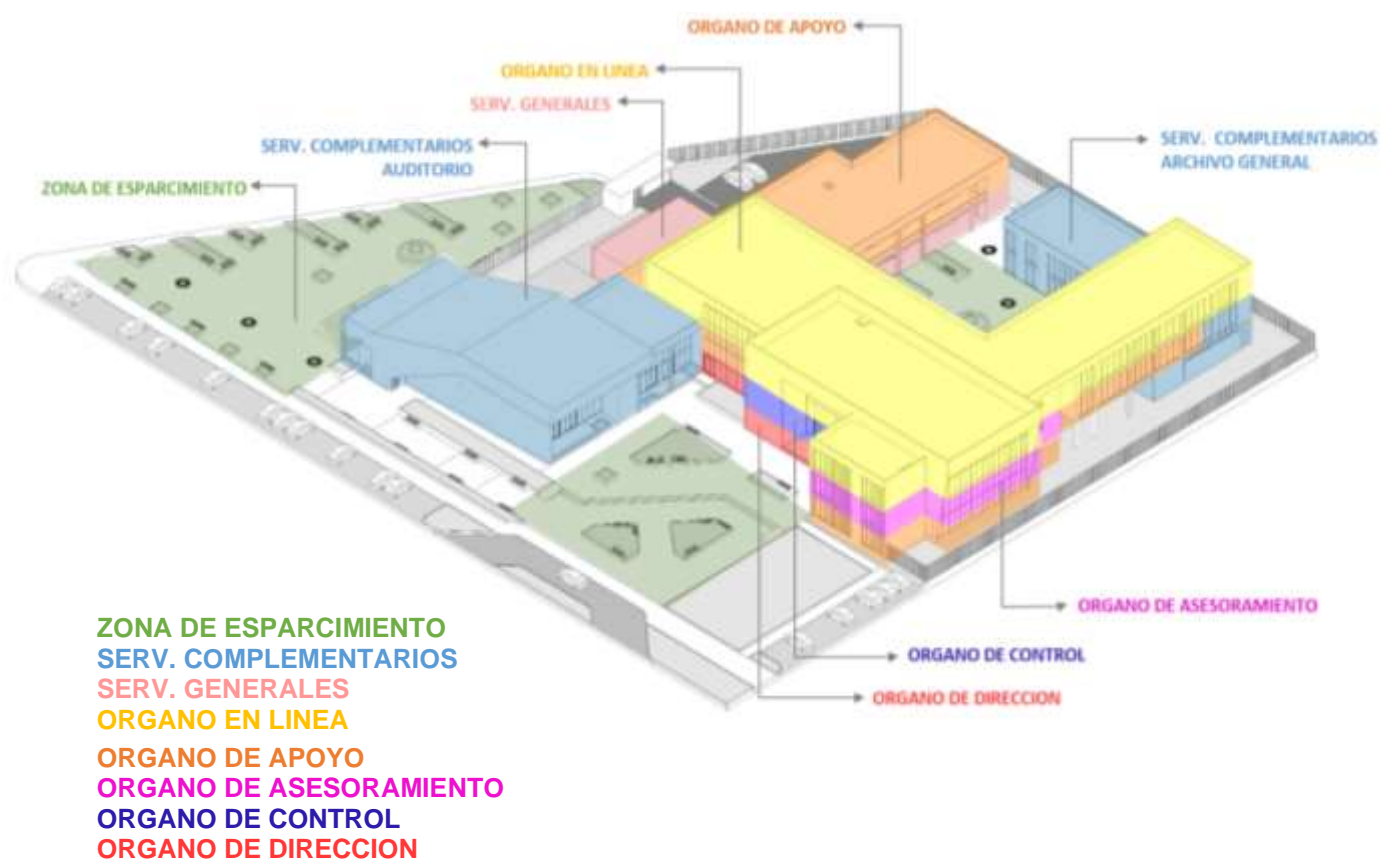 ORGANO DE APOYO
ORGANO EN LINEA
SERV. GENERALES
SERV. COMPLEMENTARIOS
AUDITORIO
SERV. COMPLEMENTARIOS
ARCHIVO GENERAL
ZONA DE ESPARCIMIENTO
ORGANO DE ASESORAMIENTO
ORGANO DE CONTROL
ORGANO DE DIRECCION
ZONA DE ESPARCIMIENTO
SERV. COMPLEMENTARIOS
SERV. GENERALES
ORGANO EN LINEA
ORGANO DE APOYO
ORGANO DE ASESORAMIENTO
ORGANO DE CONTROL
ORGANO DE DIRECCION